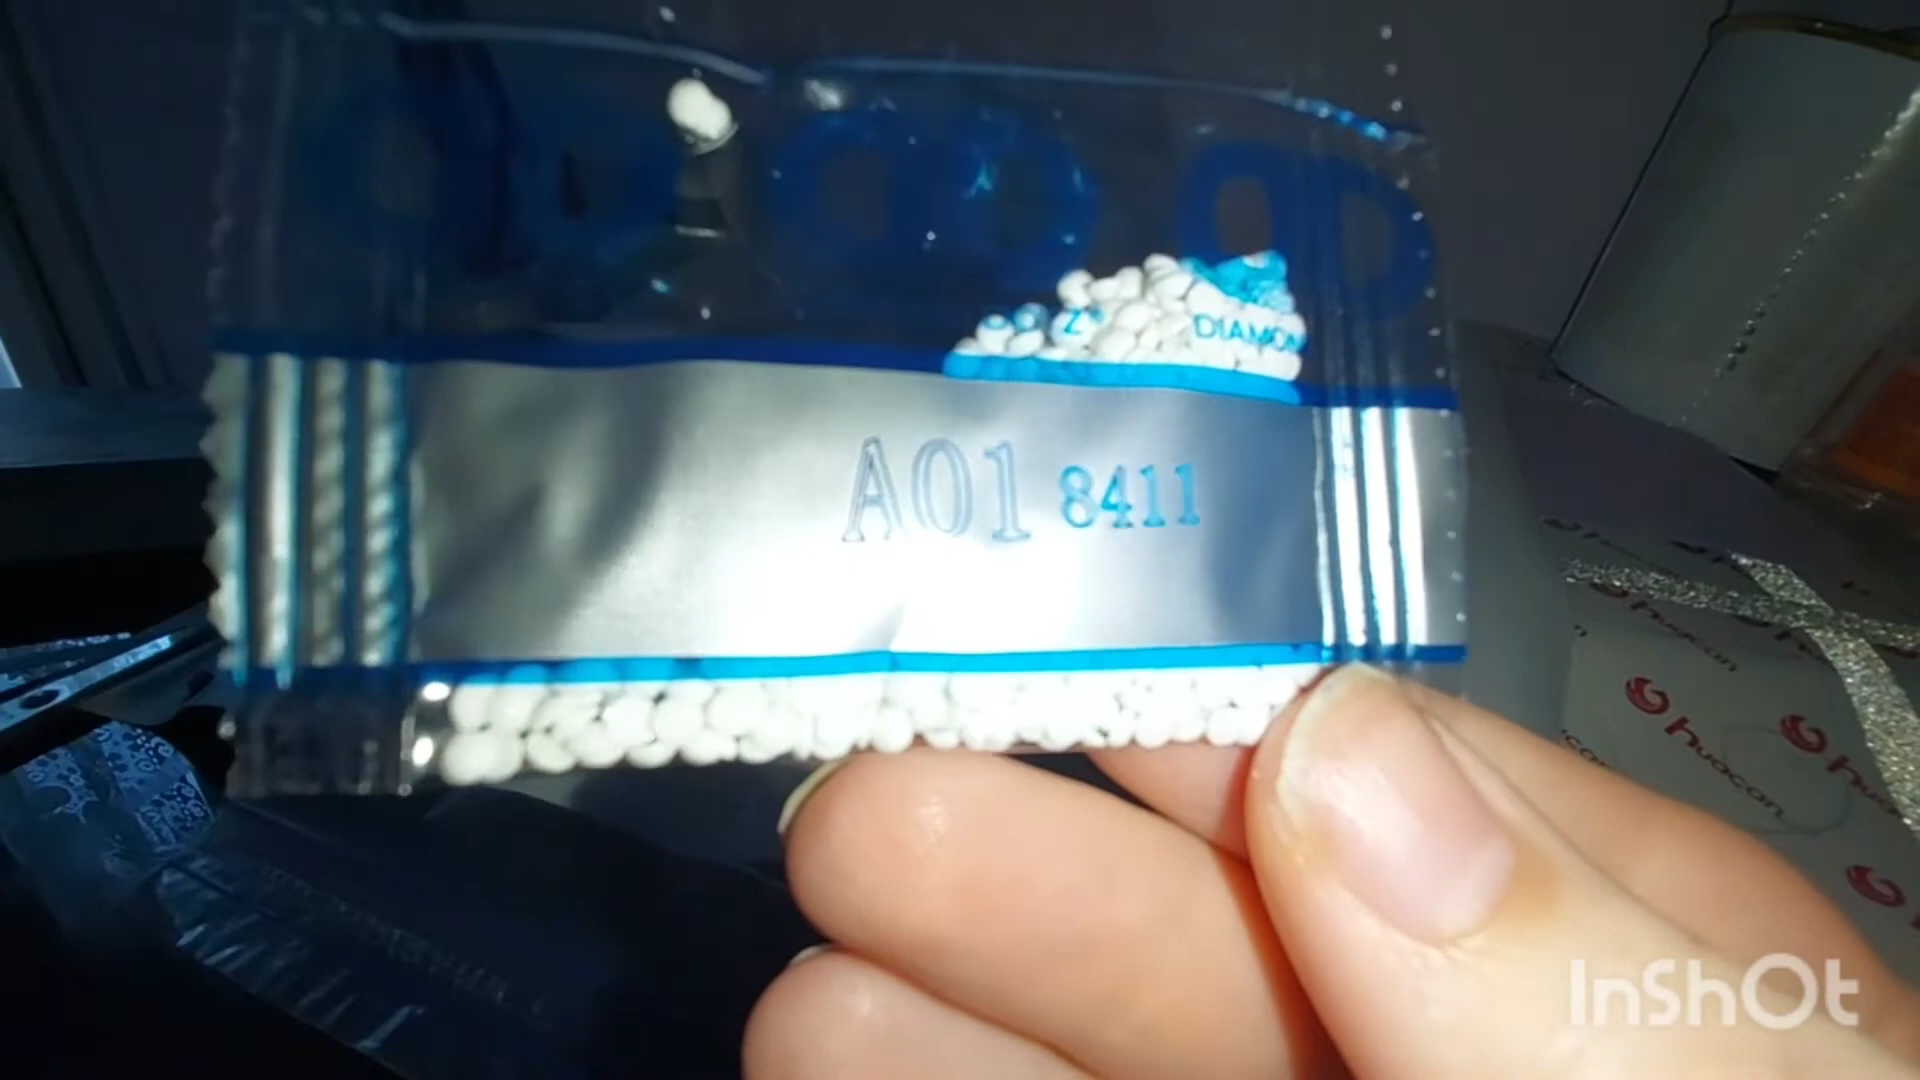 DIAMON
A01 8411
huacan
huacan
InShOt